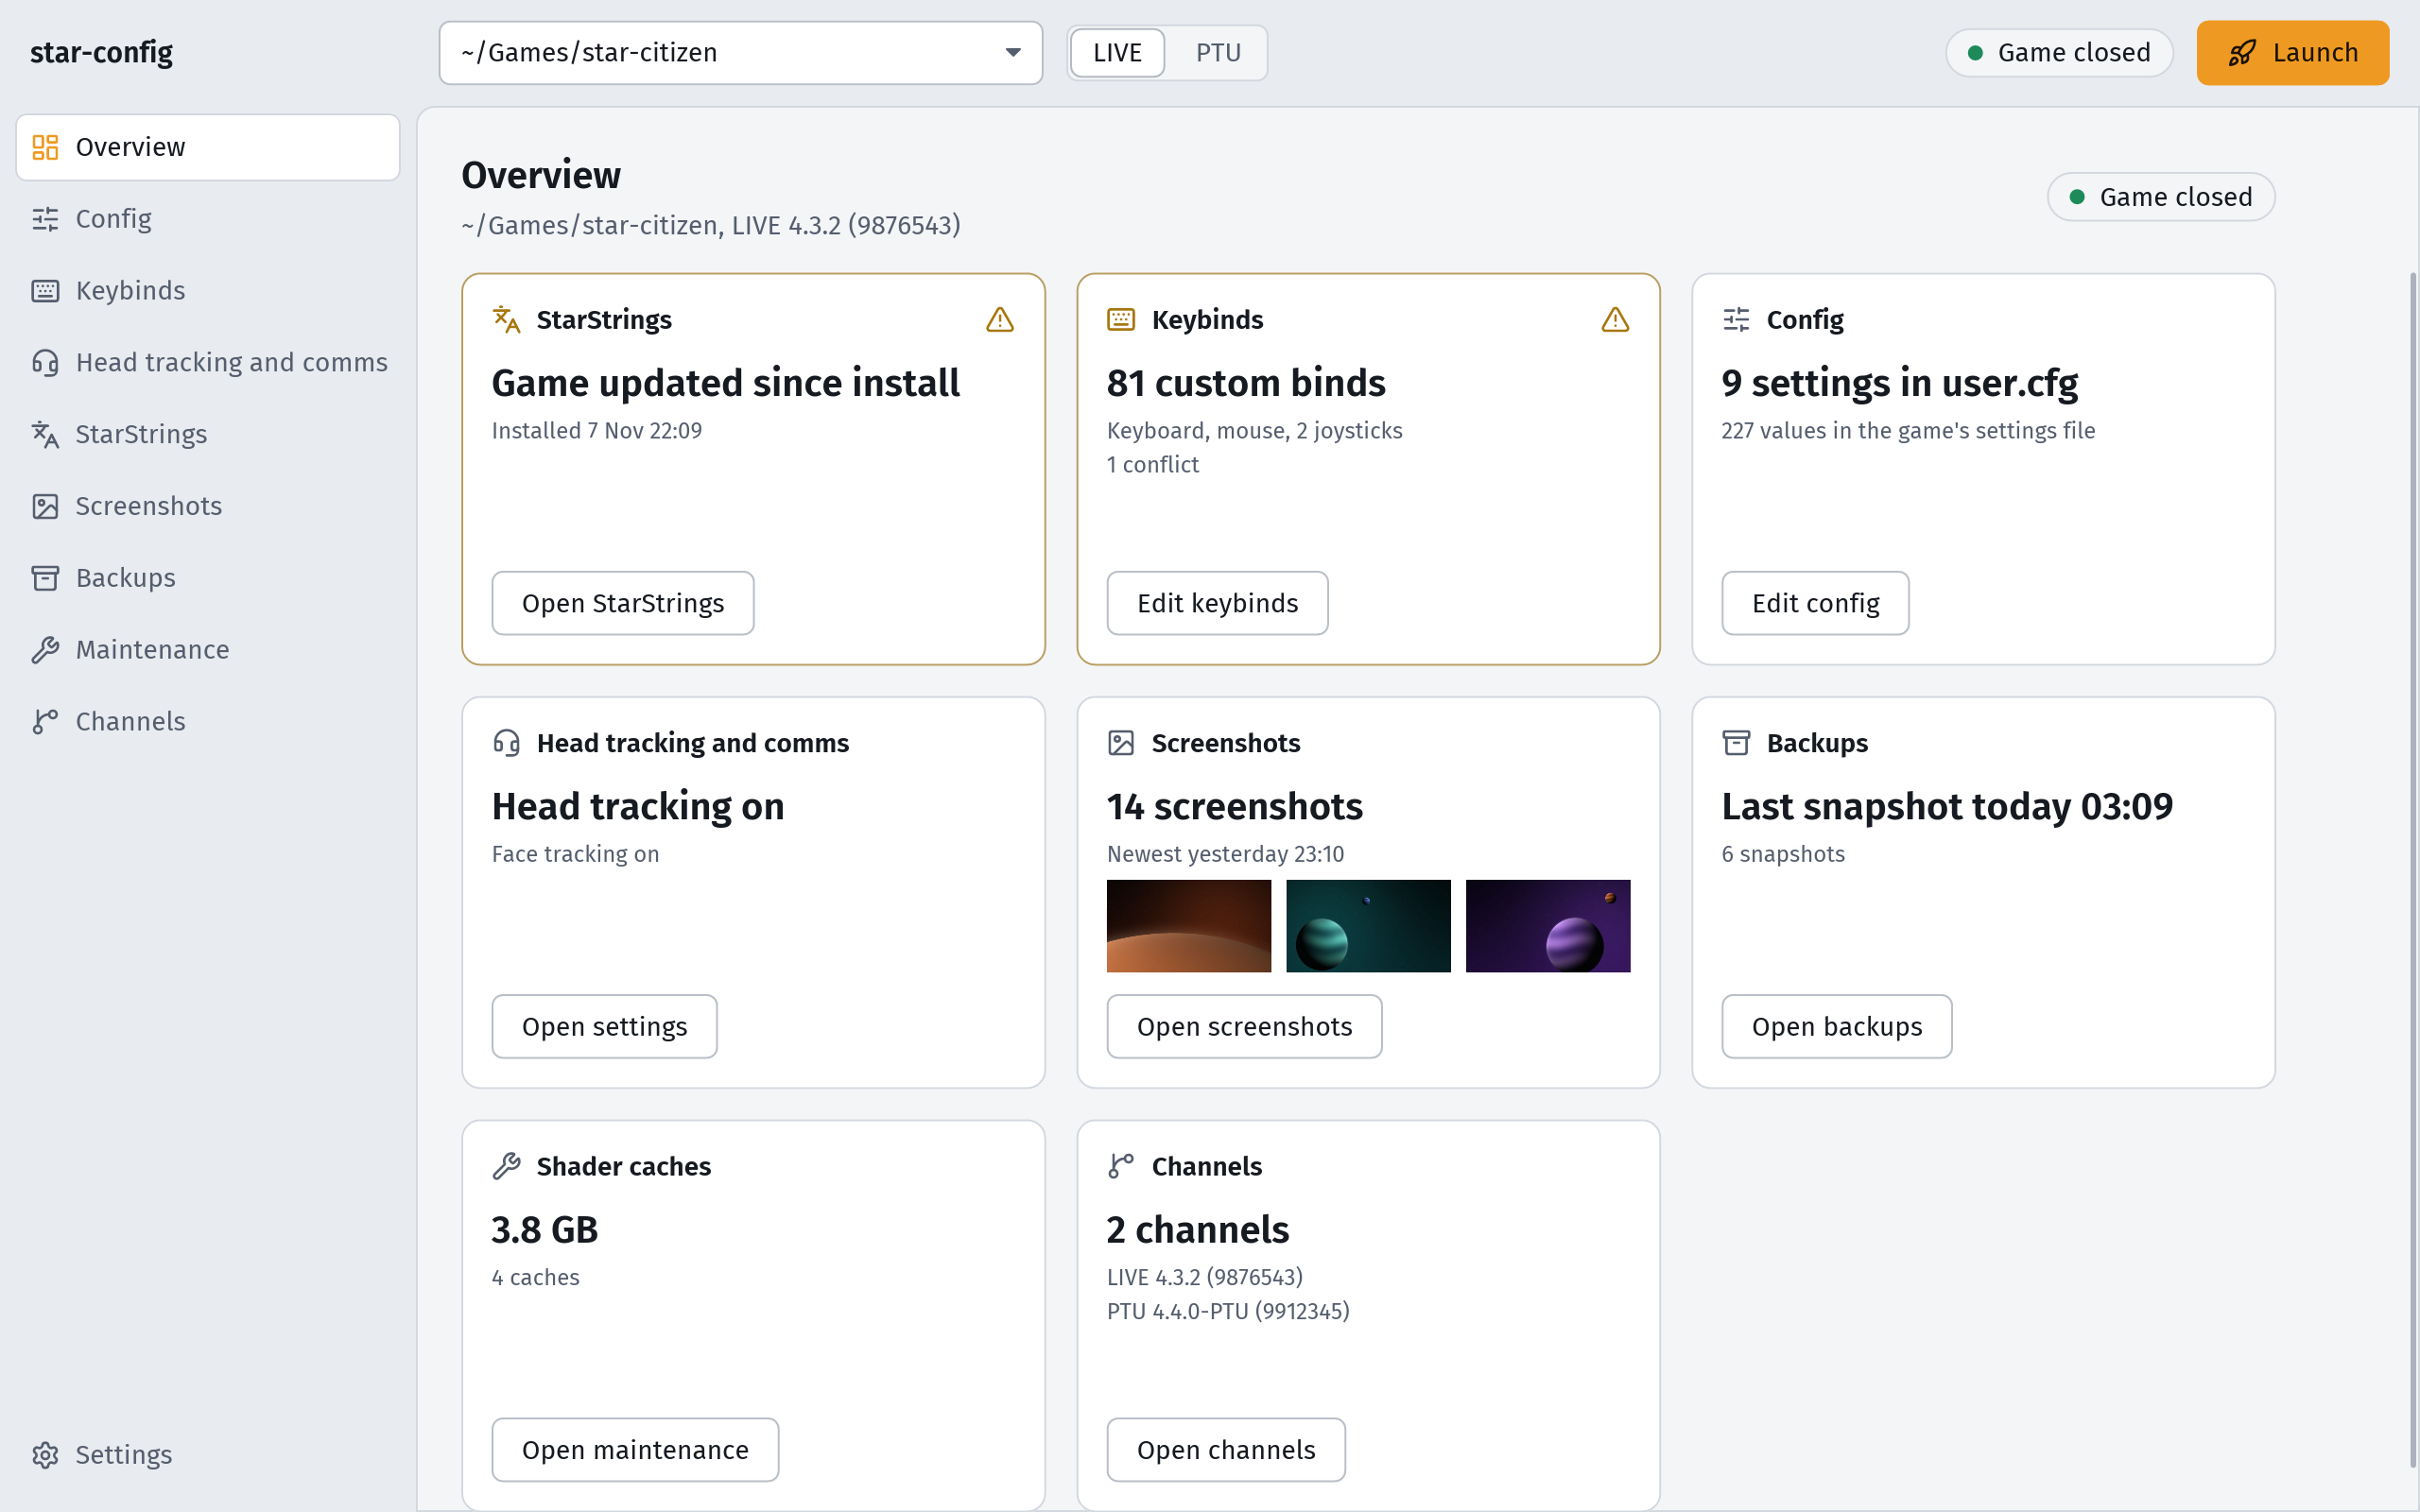 star-config
~/Games/star-citizen
LIVE
PTU
Game closed
Launch
Overview
Config
Keybinds
Head tracking and comms
StarStrings
Screenshots
Backups
Maintenance
Channels
Settings
Overview
~/Games/star-citizen, LIVE 4.3.2 (9876543)
Game closed
StarStrings
Game updated since install
Installed 7 Nov 22:09
Open StarStrings
Keybinds
81 custom binds
Keyboard, mouse, 2 joysticks
1 conflict
Edit keybinds
Config
9 settings in user.cfg
227 values in the game's settings file
Edit config
Head tracking and comms
Head tracking on
Face tracking on
Open settings
Screenshots
14 screenshots
Newest yesterday 23:10
Open screenshots
Backups
Last snapshot today 03:09
6 snapshots
Open backups
Shader caches
3.8 GB
4 caches
Open maintenance
Channels
2 channels
LIVE 4.3.2 (9876543)
PTU 4.4.0-PTU (9912345)
Open channels